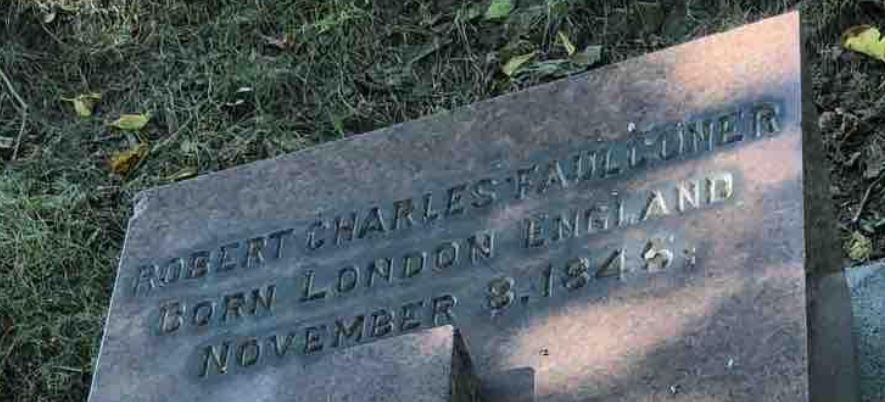 ROBERT CHARLES FAULCONER
BORN LONDON ENGLAND
NOVEMBER 8. 1845.